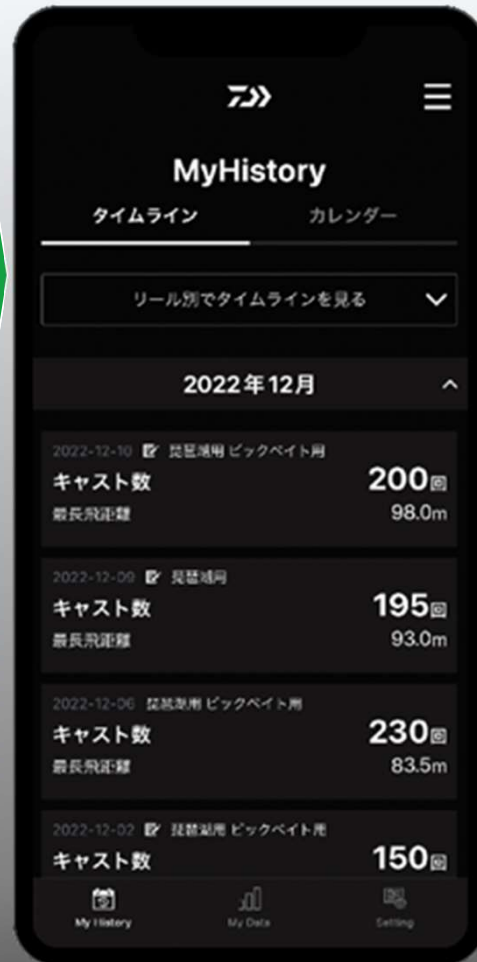 MyHistory
タイムライン カレンダー
リール別でタイムラインを見る
2022年12月
2022-12-10 琵琶湖用 ビックベイト用
キャスト数 200回
最長飛距離 98.0m
2022-12-09 琵琶湖用
キャスト数 195回
最長飛距離 93.0m
2022-12-06 琵琶湖用 ビックベイト用
キャスト数 230回
最長飛距離 83.5m
2022-12-02 琵琶湖用 ビックベイト用
キャスト数 150回
My History My Data Setting